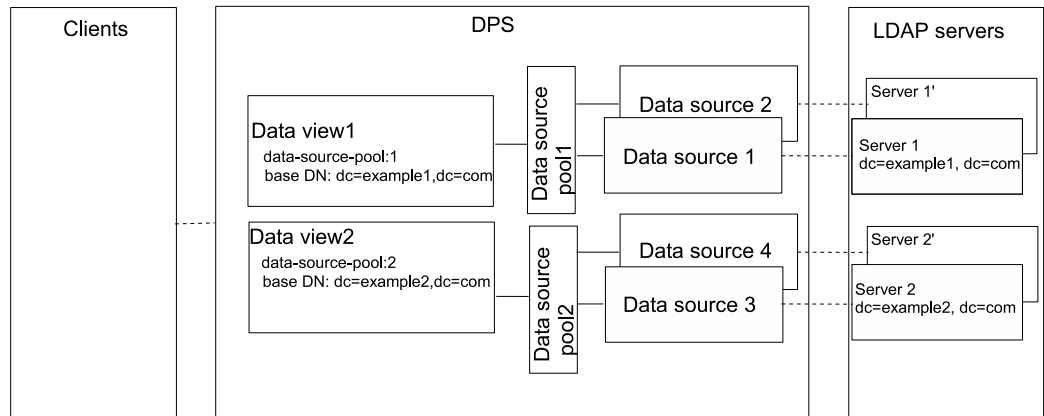 Clients
DPS
LDAP servers
Data view1
data-source-pool:1
base DN: dc=example1,dc=com
Data source
pool1
Data source 2
Data source 1
Server 1'
Server 1
dc=example1, dc=com
Data view2
data-source-pool:2
base DN: dc=example2,dc=com
Data source
pool2
Data source 4
Data source 3
Server 2'
Server 2
dc=example2, dc=com